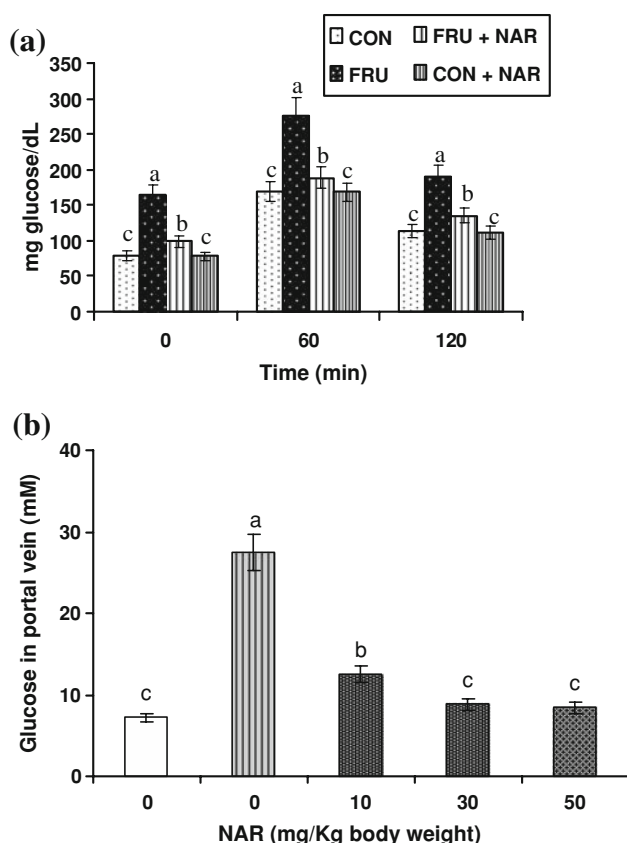 (a)
CON
FRU + NAR
FRU
CON + NAR
350
300
250
200
150
100
50
0
mg glucose/dL
c a b c
c a b c
c a b c
0 60 120
Time (min)
(b)
40
30
20
10
0
Glucose in portal vein (mM)
c a b c c
0 0 10 30 50
NAR (mg/Kg body weight)